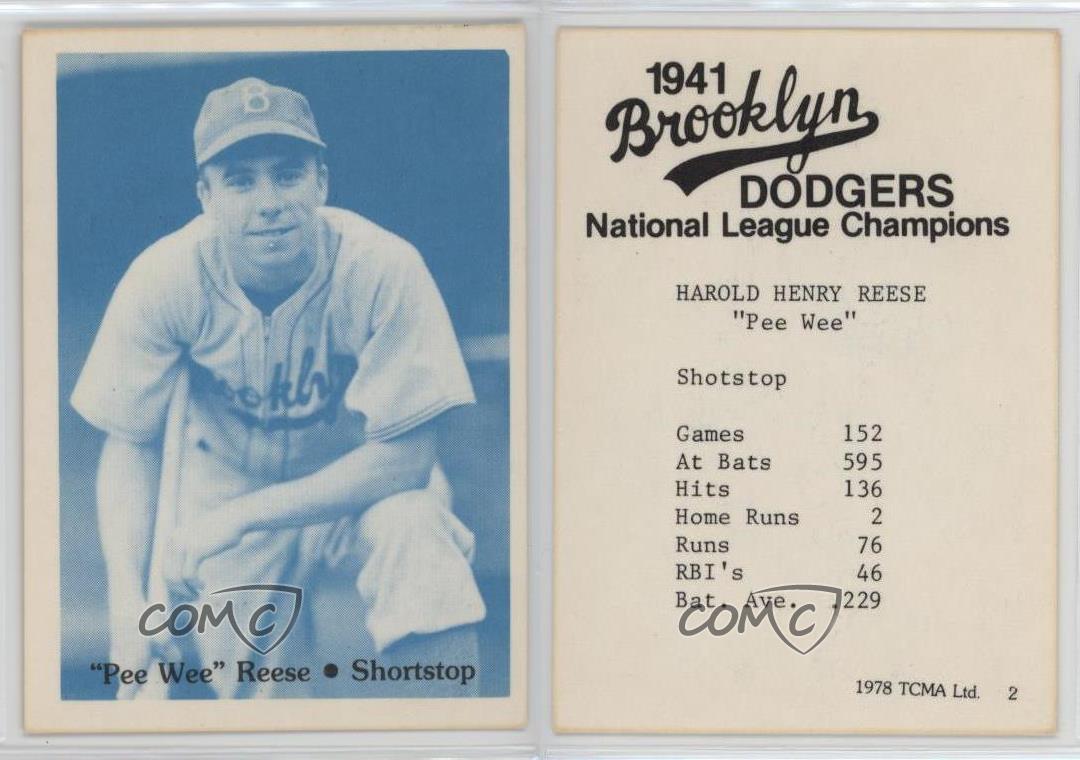 B
Brooklyn
COMC
"Pee Wee" Reese ● Shortstop
1941
Brooklyn
DODGERS
National League Champions
HAROLD HENRY REESE
"Pee Wee"
Shotstop
Games 152
At Bats 595
Hits 136
Home Runs 2
Runs 76
RBI's 46
Bat. Ave. .229
COMC
1978 TCMA Ltd. 2